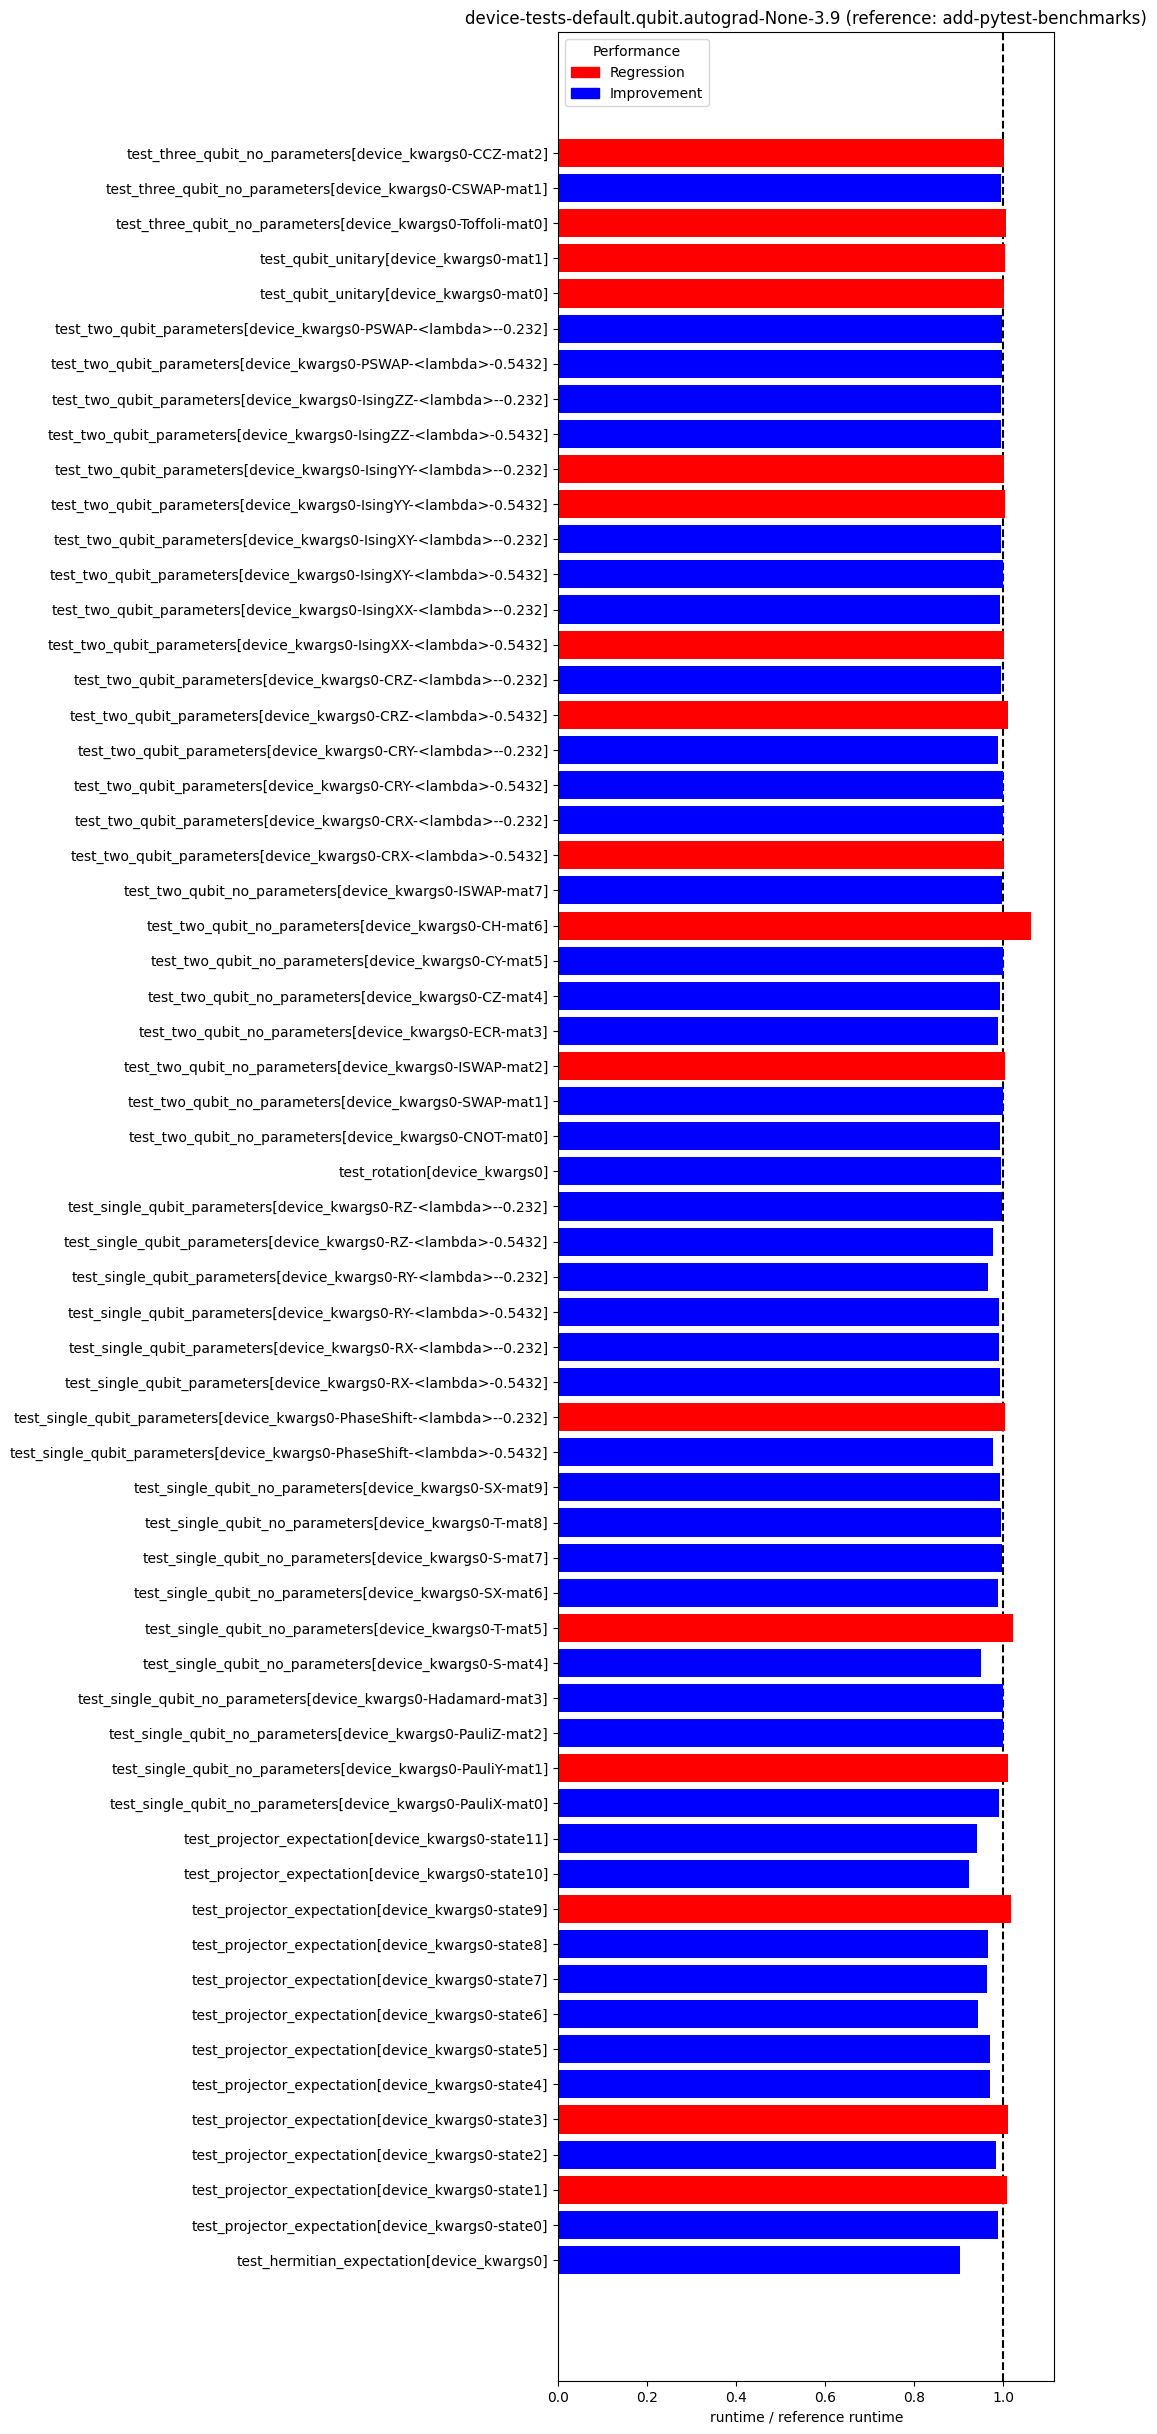 device-tests-default.qubit.autograd-None-3.9 (reference: add-pytest-benchmarks)
Performance
Regression
Improvement
test_three_qubit_no_parameters[device_kwargs0-CCZ-mat2]
test_three_qubit_no_parameters[device_kwargs0-CSWAP-mat1]
test_three_qubit_no_parameters[device_kwargs0-Toffoli-mat0]
test_qubit_unitary[device_kwargs0-mat1]
test_qubit_unitary[device_kwargs0-mat0]
test_two_qubit_parameters[device_kwargs0-PSWAP-<lambda>--0.232]
test_two_qubit_parameters[device_kwargs0-PSWAP-<lambda>-0.5432]
test_two_qubit_parameters[device_kwargs0-IsingZZ-<lambda>--0.232]
test_two_qubit_parameters[device_kwargs0-IsingZZ-<lambda>-0.5432]
test_two_qubit_parameters[device_kwargs0-IsingYY-<lambda>--0.232]
test_two_qubit_parameters[device_kwargs0-IsingYY-<lambda>-0.5432]
test_two_qubit_parameters[device_kwargs0-IsingXY-<lambda>--0.232]
test_two_qubit_parameters[device_kwargs0-IsingXY-<lambda>-0.5432]
test_two_qubit_parameters[device_kwargs0-IsingXX-<lambda>--0.232]
test_two_qubit_parameters[device_kwargs0-IsingXX-<lambda>-0.5432]
test_two_qubit_parameters[device_kwargs0-CRZ-<lambda>--0.232]
test_two_qubit_parameters[device_kwargs0-CRZ-<lambda>-0.5432]
test_two_qubit_parameters[device_kwargs0-CRY-<lambda>--0.232]
test_two_qubit_parameters[device_kwargs0-CRY-<lambda>-0.5432]
test_two_qubit_parameters[device_kwargs0-CRX-<lambda>--0.232]
test_two_qubit_parameters[device_kwargs0-CRX-<lambda>-0.5432]
test_two_qubit_no_parameters[device_kwargs0-ISWAP-mat7]
test_two_qubit_no_parameters[device_kwargs0-CH-mat6]
test_two_qubit_no_parameters[device_kwargs0-CY-mat5]
test_two_qubit_no_parameters[device_kwargs0-CZ-mat4]
test_two_qubit_no_parameters[device_kwargs0-ECR-mat3]
test_two_qubit_no_parameters[device_kwargs0-ISWAP-mat2]
test_two_qubit_no_parameters[device_kwargs0-SWAP-mat1]
test_two_qubit_no_parameters[device_kwargs0-CNOT-mat0]
test_rotation[device_kwargs0]
test_single_qubit_parameters[device_kwargs0-RZ-<lambda>--0.232]
test_single_qubit_parameters[device_kwargs0-RZ-<lambda>-0.5432]
test_single_qubit_parameters[device_kwargs0-RY-<lambda>--0.232]
test_single_qubit_parameters[device_kwargs0-RY-<lambda>-0.5432]
test_single_qubit_parameters[device_kwargs0-RX-<lambda>--0.232]
test_single_qubit_parameters[device_kwargs0-RX-<lambda>-0.5432]
test_single_qubit_parameters[device_kwargs0-PhaseShift-<lambda>--0.232]
test_single_qubit_parameters[device_kwargs0-PhaseShift-<lambda>-0.5432]
test_single_qubit_no_parameters[device_kwargs0-SX-mat9]
test_single_qubit_no_parameters[device_kwargs0-T-mat8]
test_single_qubit_no_parameters[device_kwargs0-S-mat7]
test_single_qubit_no_parameters[device_kwargs0-SX-mat6]
test_single_qubit_no_parameters[device_kwargs0-T-mat5]
test_single_qubit_no_parameters[device_kwargs0-S-mat4]
test_single_qubit_no_parameters[device_kwargs0-Hadamard-mat3]
test_single_qubit_no_parameters[device_kwargs0-PauliZ-mat2]
test_single_qubit_no_parameters[device_kwargs0-PauliY-mat1]
test_single_qubit_no_parameters[device_kwargs0-PauliX-mat0]
test_projector_expectation[device_kwargs0-state11]
test_projector_expectation[device_kwargs0-state10]
test_projector_expectation[device_kwargs0-state9]
test_projector_expectation[device_kwargs0-state8]
test_projector_expectation[device_kwargs0-state7]
test_projector_expectation[device_kwargs0-state6]
test_projector_expectation[device_kwargs0-state5]
test_projector_expectation[device_kwargs0-state4]
test_projector_expectation[device_kwargs0-state3]
test_projector_expectation[device_kwargs0-state2]
test_projector_expectation[device_kwargs0-state1]
test_projector_expectation[device_kwargs0-state0]
test_hermitian_expectation[device_kwargs0]
0.0 0.2 0.4 0.6 0.8 1.0
runtime / reference runtime